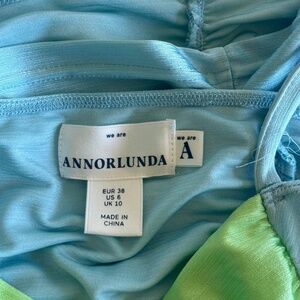 we are
ANNORLUNDA
we are
A
EUR 38
US 6
UK 10
MADE IN
CHINA